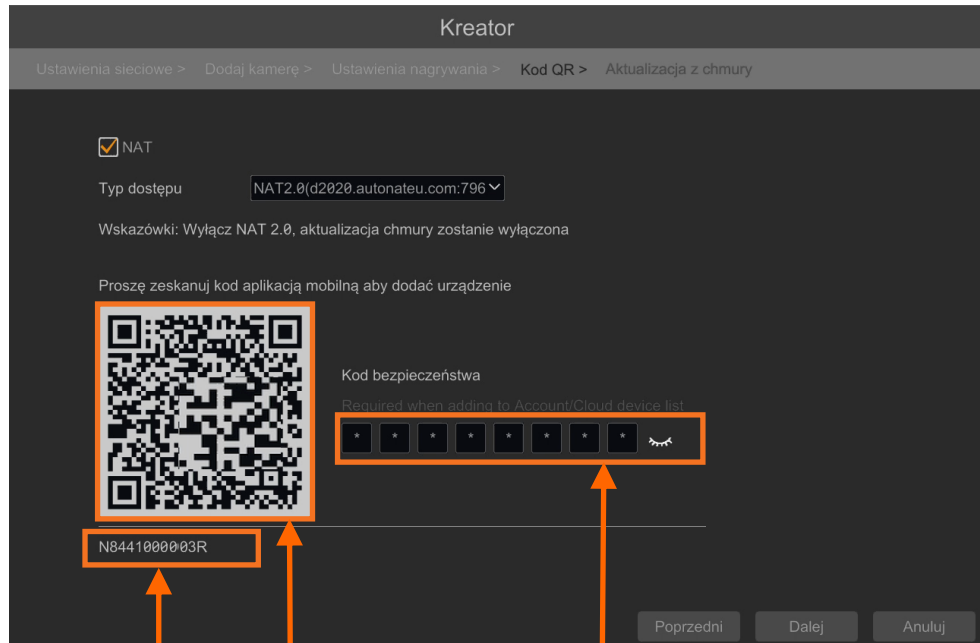 Kreator
Ustawienia sieciowe > Dodaj kamerę > Ustawienia nagrywania > Kod QR > Aktualizacja z chmury
NAT
Typ dostępu NAT2.0(d2020.autonateu.com:796
Wskazówki: Wyłącz NAT 2.0, aktualizacja chmury zostanie wyłączona
Proszę zeskanuj kod aplikacją mobilną aby dodać urządzenie
Kod bezpieczeństwa
Required when adding to Account/Cloud device list
* * * * * * * *
N8441000003R
Poprzedni Dalej Anuluj